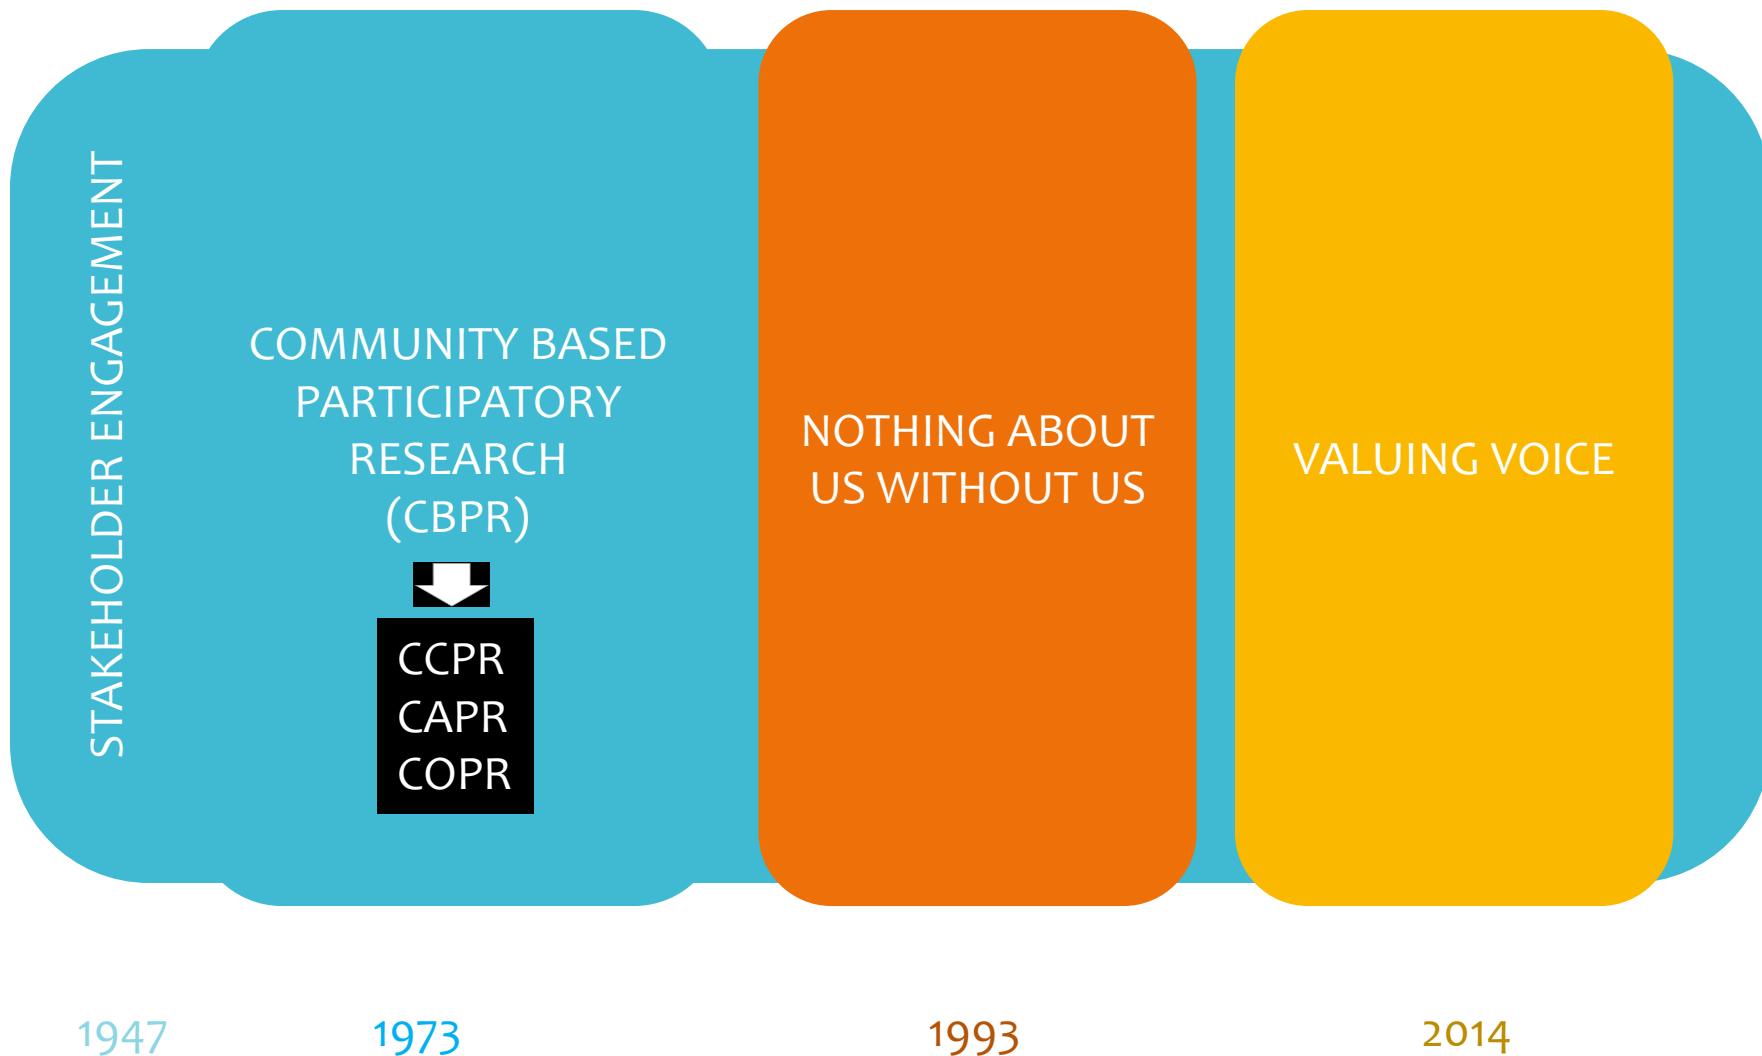 STAKEHOLDER ENGAGEMENT
COMMUNITY BASED
PARTICIPATORY
RESEARCH
(CBPR)
CCPR
CAPR
COPR
NOTHING ABOUT
US WITHOUT US
VALUING VOICE
1947
1973
1993
2014